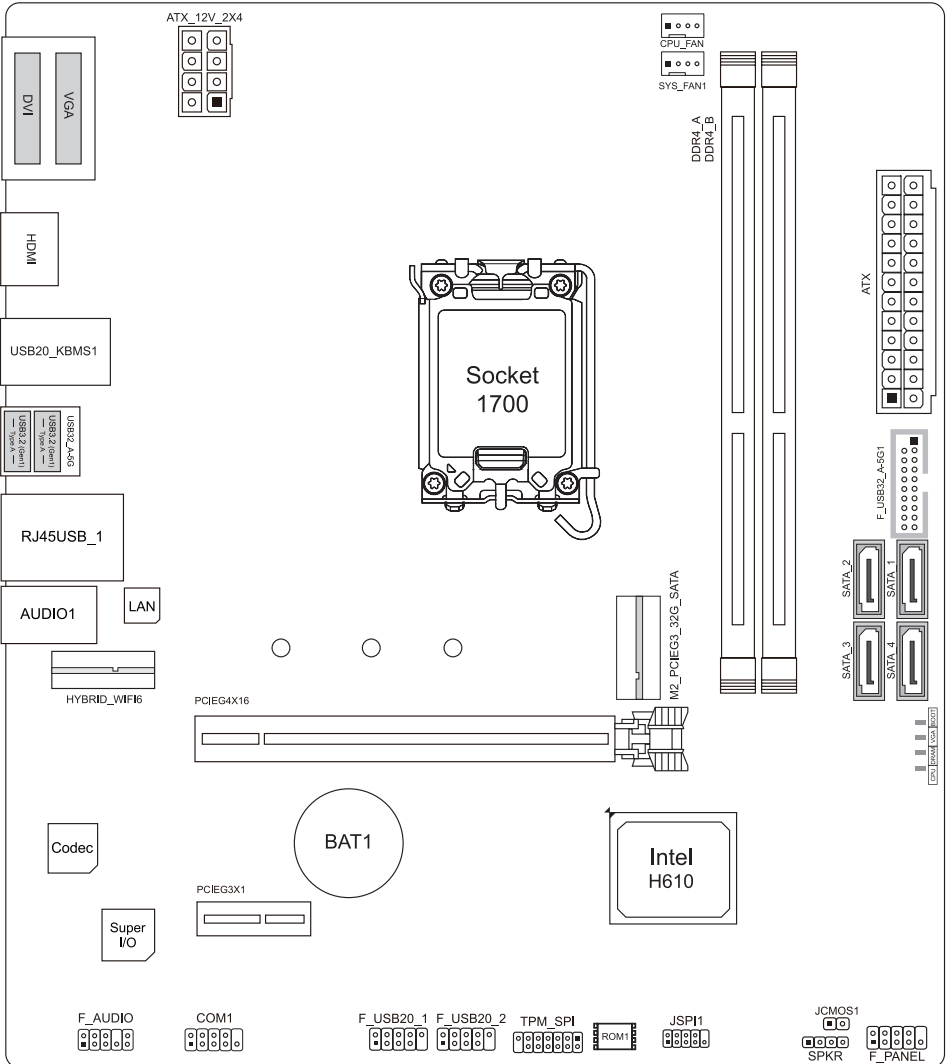 ATX_12V_2X4
CPU_FAN
SYS_FAN1
DVI
VGA
DDR4_A
DDR4_B
HDMI
ATX
USB20_KBMS1
Socket
1700
USB3.2 (Gen1)
— Type A —
USB3.2 (Gen1)
— Type A —
USB32_A-5G
F_USB32_A-5G1
RJ45USB_1
SATA_2
SATA_1
AUDIO1
LAN
M2_PCIEG3_32G_SATA
SATA_3
SATA_4
HYBRID_WIFI6
PCIEG4X16
CPU
DRAM
VGA
BOOT
BAT1
Codec
Intel
H610
PCIEG3X1
Super
I/O
F_AUDIO
COM1
F_USB20_1
F_USB20_2
TPM_SPI
ROM1
JSPI1
JCMOS1
SPKR
F_PANEL